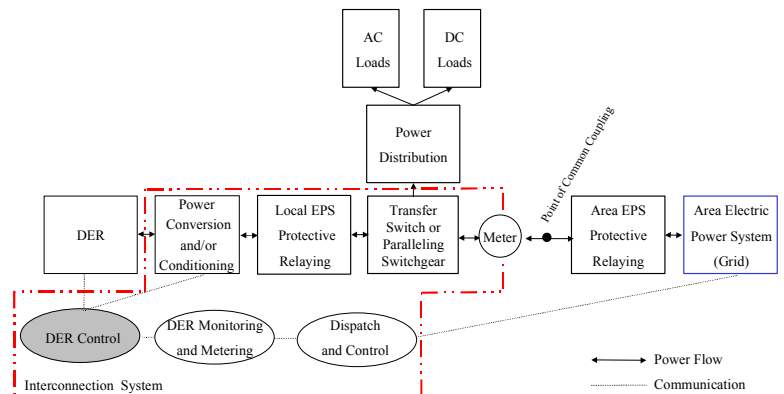 AC
Loads
DC
Loads
Power
Distribution
Point of Common Coupling
DER
Power
Conversion
and/or
Conditioning
Local EPS
Protective
Relaying
Transfer
Switch or
Paralleling
Switchgear
Meter
Area EPS
Protective
Relaying
Area Electric
Power System
(Grid)
DER Control
DER Monitoring
and Metering
Dispatch
and Control
Interconnection System
Power Flow
Communication